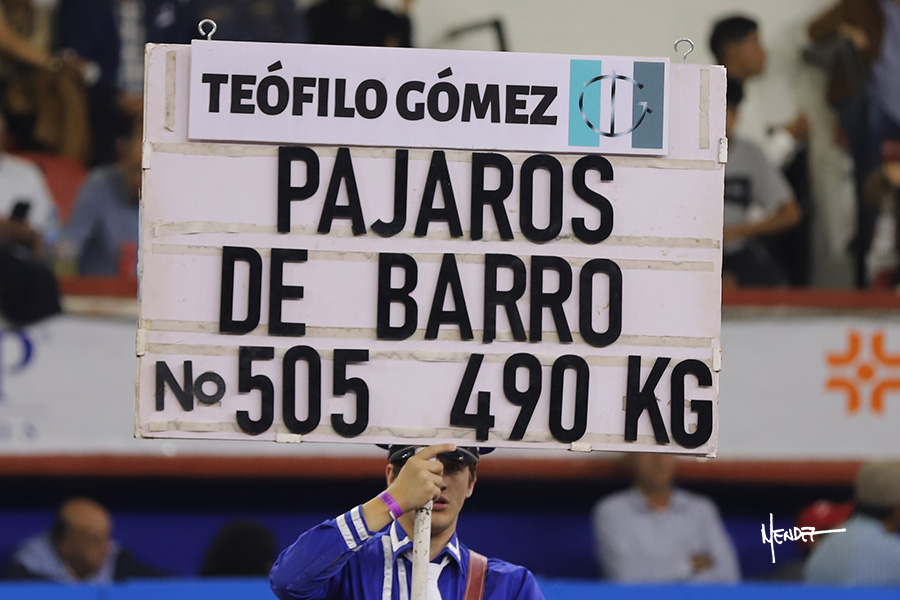 TEÓFILO GÓMEZ
PAJAROS
DE BARRO
No 505 490 KG
MENDEZ